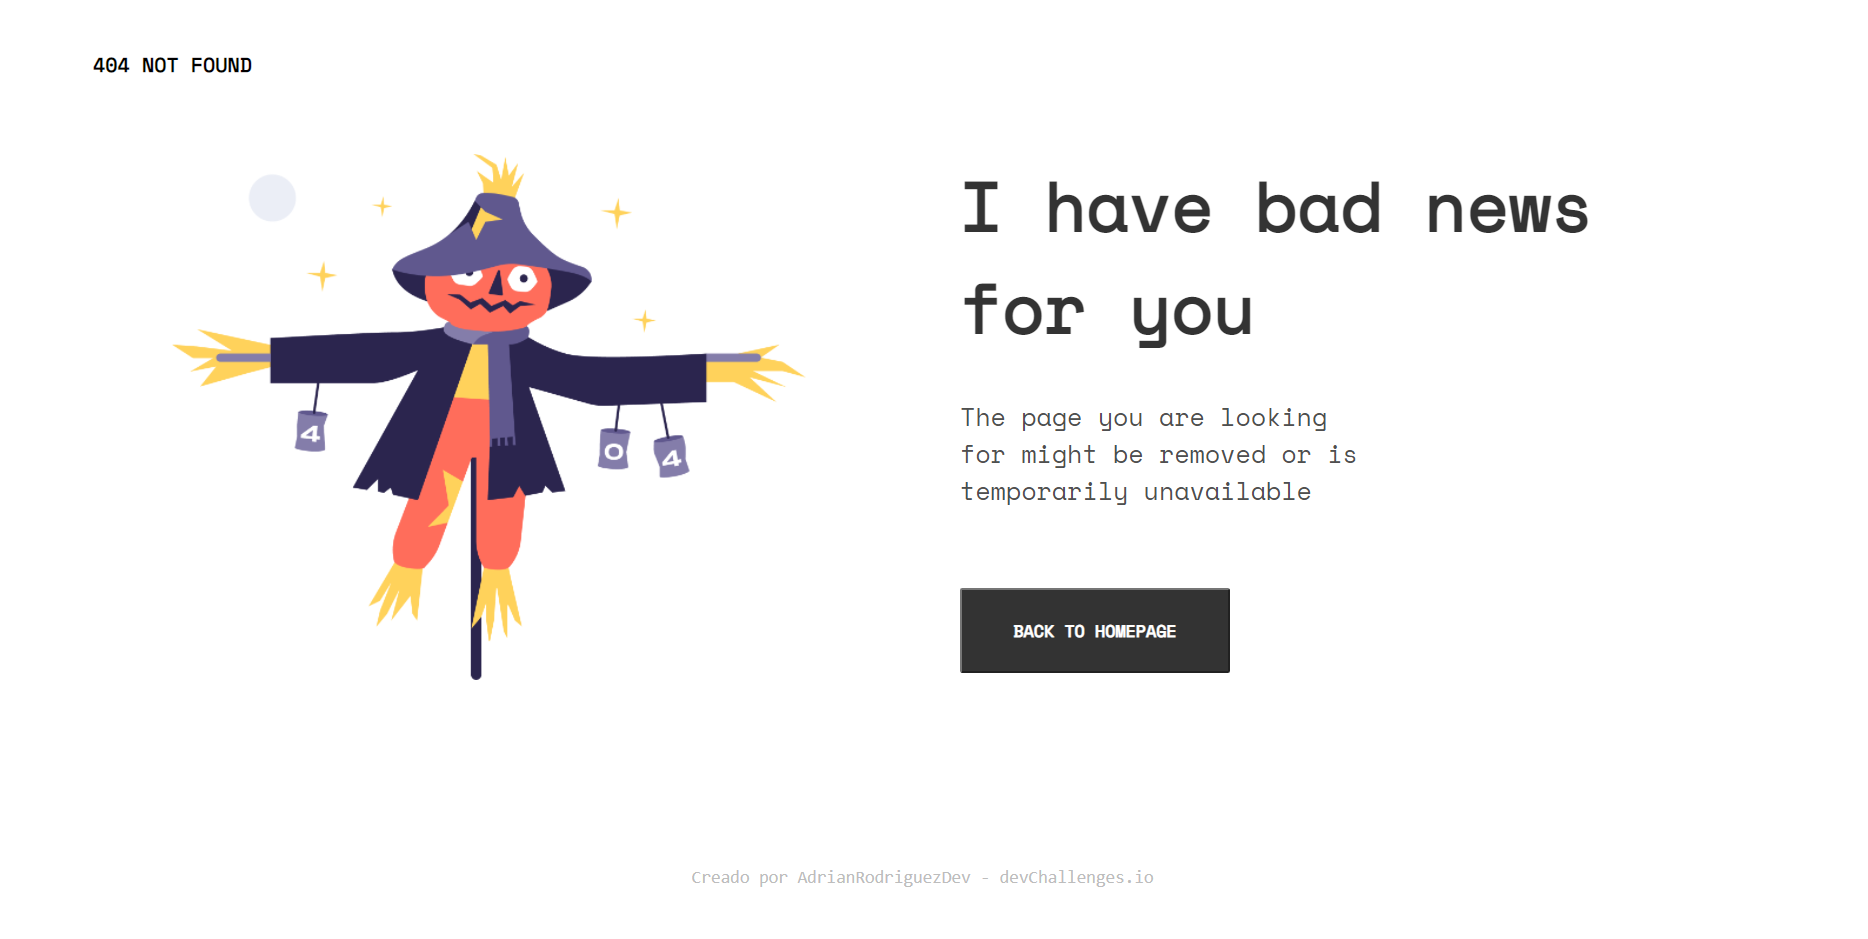 404 NOT FOUND
4
0
4
I have bad news
for you
The page you are looking
for might be removed or is
temporarily unavailable
BACK TO HOMEPAGE
Creado por AdrianRodriguezDev - devChallenges.io